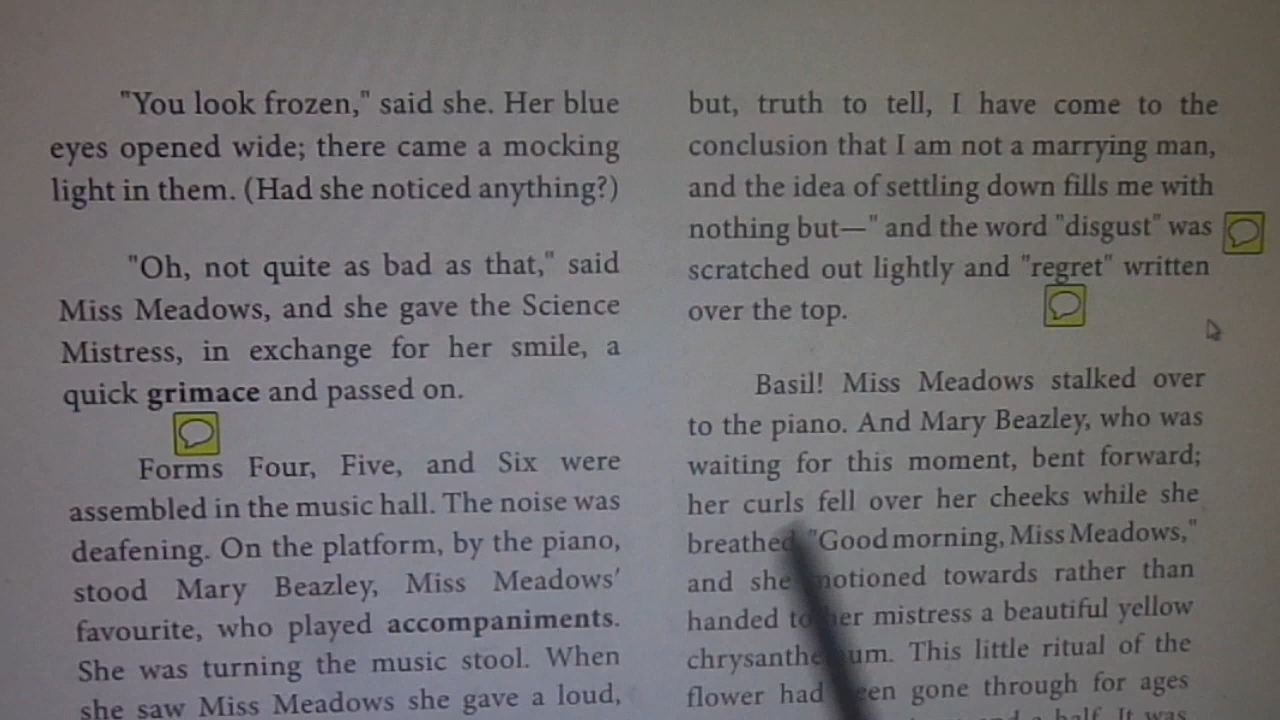 "You look frozen," said she. Her blue
eyes opened wide; there came a mocking
light in them. (Had she noticed anything?)
"Oh, not quite as bad as that," said
Miss Meadows, and she gave the Science
Mistress, in exchange for her smile, a
quick grimace and passed on.
Forms Four, Five, and Six were
assembled in the music hall. The noise was
deafening. On the platform, by the piano,
stood Mary Beazley, Miss Meadows'
favourite, who played accompaniments.
She was turning the music stool. When
she saw Miss Meadows she gave a loud,
but, truth to tell, I have come to the
conclusion that I am not a marrying man,
and the idea of settling down fills me with
nothing but—" and the word "disgust" was
scratched out lightly and "regret" written
over the top.
Basil! Miss Meadows stalked over
to the piano. And Mary Beazley, who was
waiting for this moment, bent forward;
her curls fell over her cheeks while she
breathed "Good morning, Miss Meadows,"
and she motioned towards rather than
handed to her mistress a beautiful yellow
chrysanthemum. This little ritual of the
flower had been gone through for ages
and a half. It was